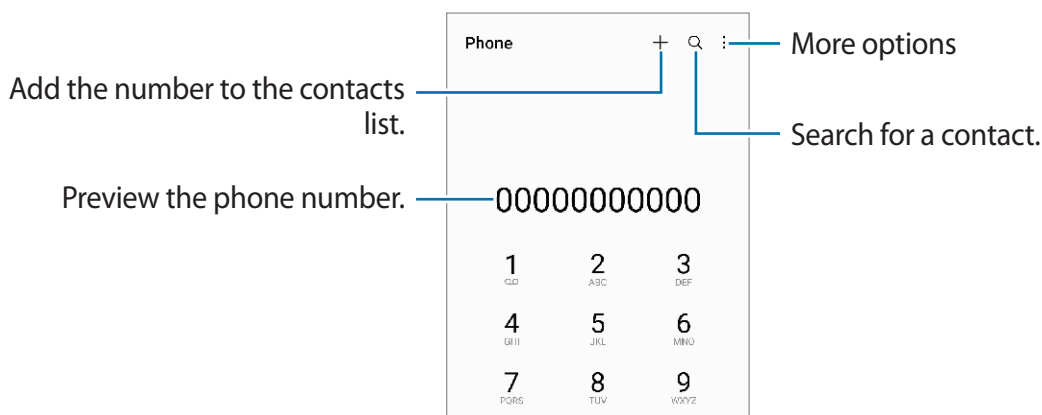 Phone
More options
Add the number to the contacts
list.
Search for a contact.
Preview the phone number.
00000000000
1 2 3
ABC DEF
4 5 6
GHI JKL MNO
7 8 9
PQRS TUV WXYZ